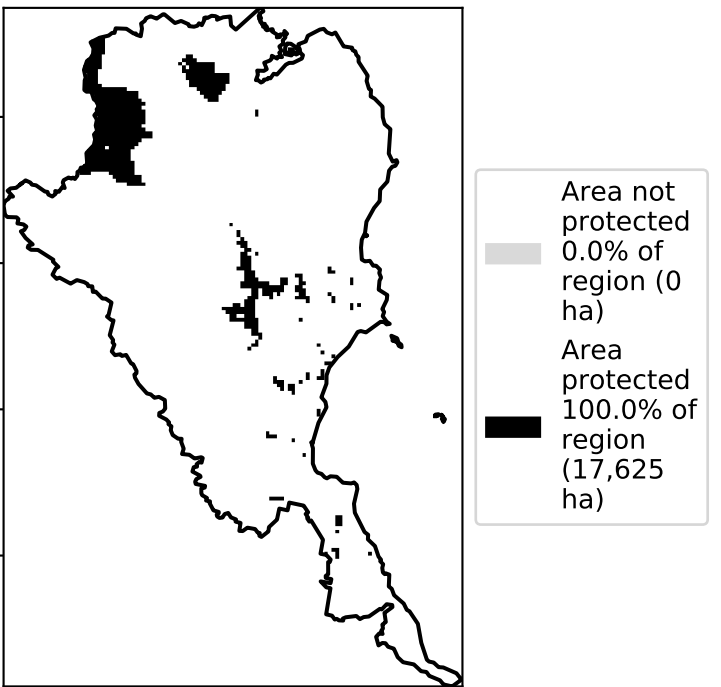 Area not
protected
0.0% of
region (0
ha)
Area
protected
100.0% of
region
(17,625
ha)